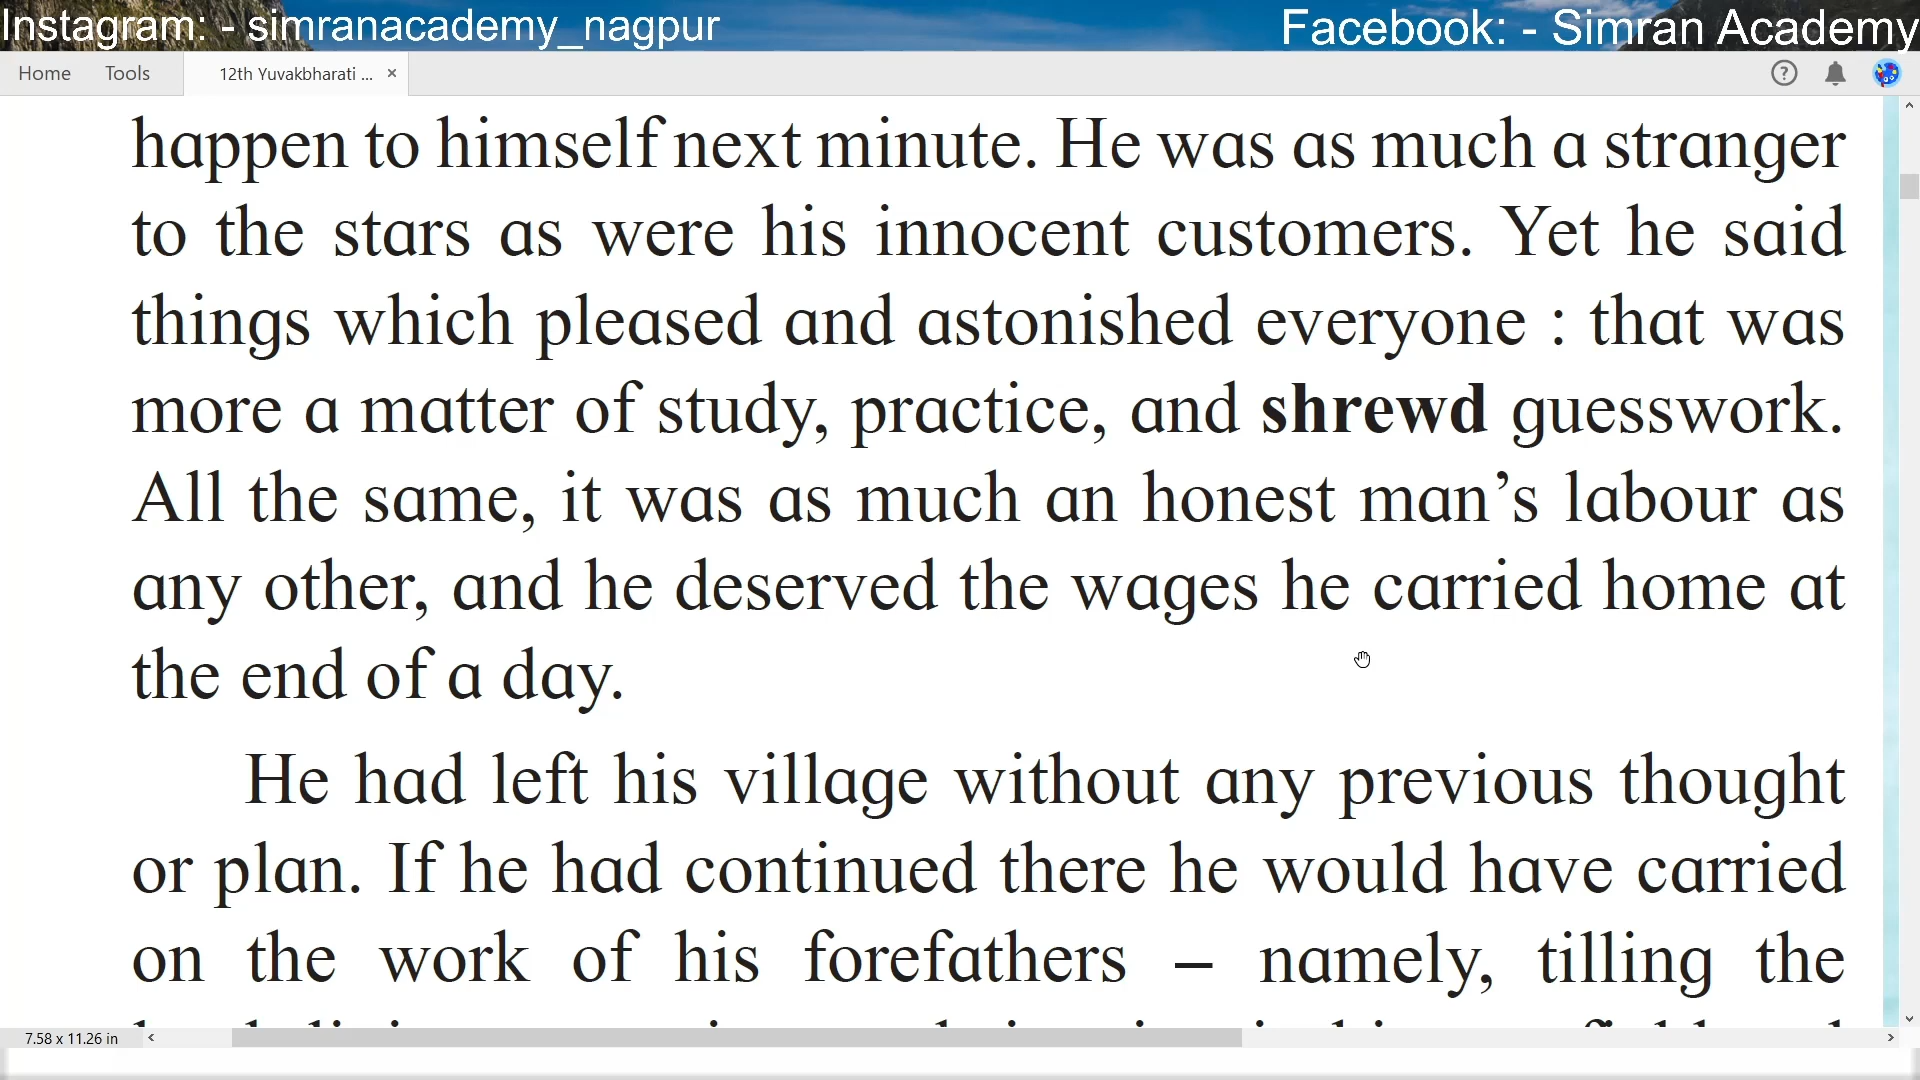 Instagram: - simranacademy_nagpur Facebook: - Simran Academy
Home Tools 12th Yuvakbharati ... ×
happen to himself next minute. He was as much a stranger
to the stars as were his innocent customers. Yet he said
things which pleased and astonished everyone : that was
more a matter of study, practice, and shrewd guesswork.
All the same, it was as much an honest man’s labour as
any other, and he deserved the wages he carried home at
the end of a day.
He had left his village without any previous thought
or plan. If he had continued there he would have carried
on the work of his forefathers – namely, tilling the
7.58 x 11.26 in